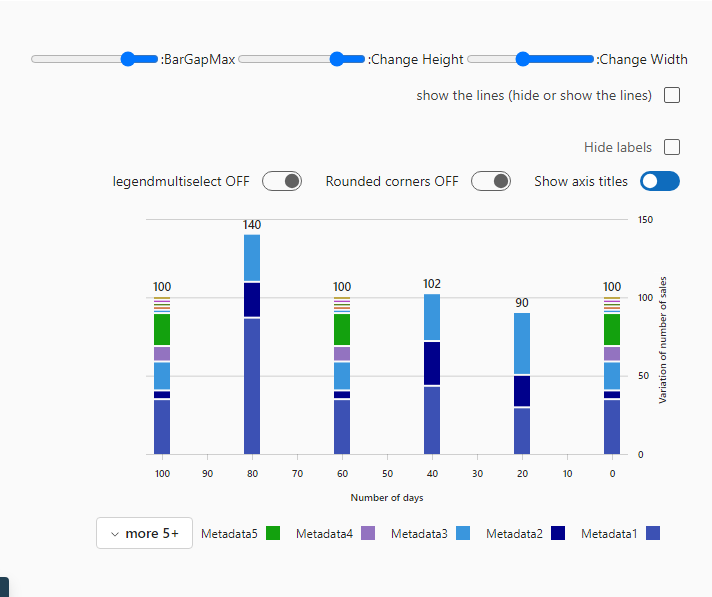 :BarGapMax :Change Height :Change Width
show the lines (hide or show the lines)
Hide labels
legendmultiselect OFF Rounded corners OFF Show axis titles
150
140
100 100 102 90 100
100
50
0
Variation of number of sales
100 90 80 70 60 50 40 30 20 10 0
Number of days
more 5+ Metadata5 Metadata4 Metadata3 Metadata2 Metadata1